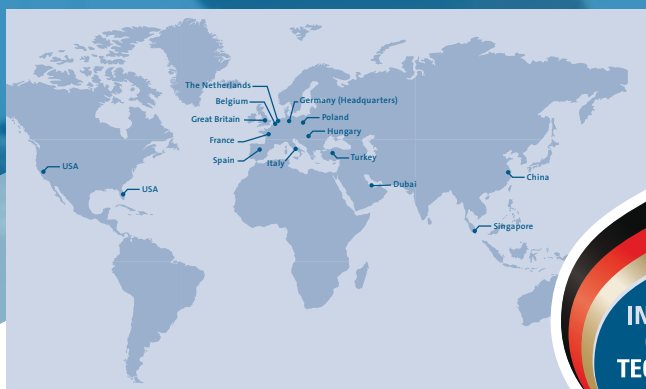 The Netherlands
Belgium
Germany (Headquarters)
Great Britain
Poland
Hungary
France
Spain
Italy
Turkey
USA
USA
Dubai
China
Singapore